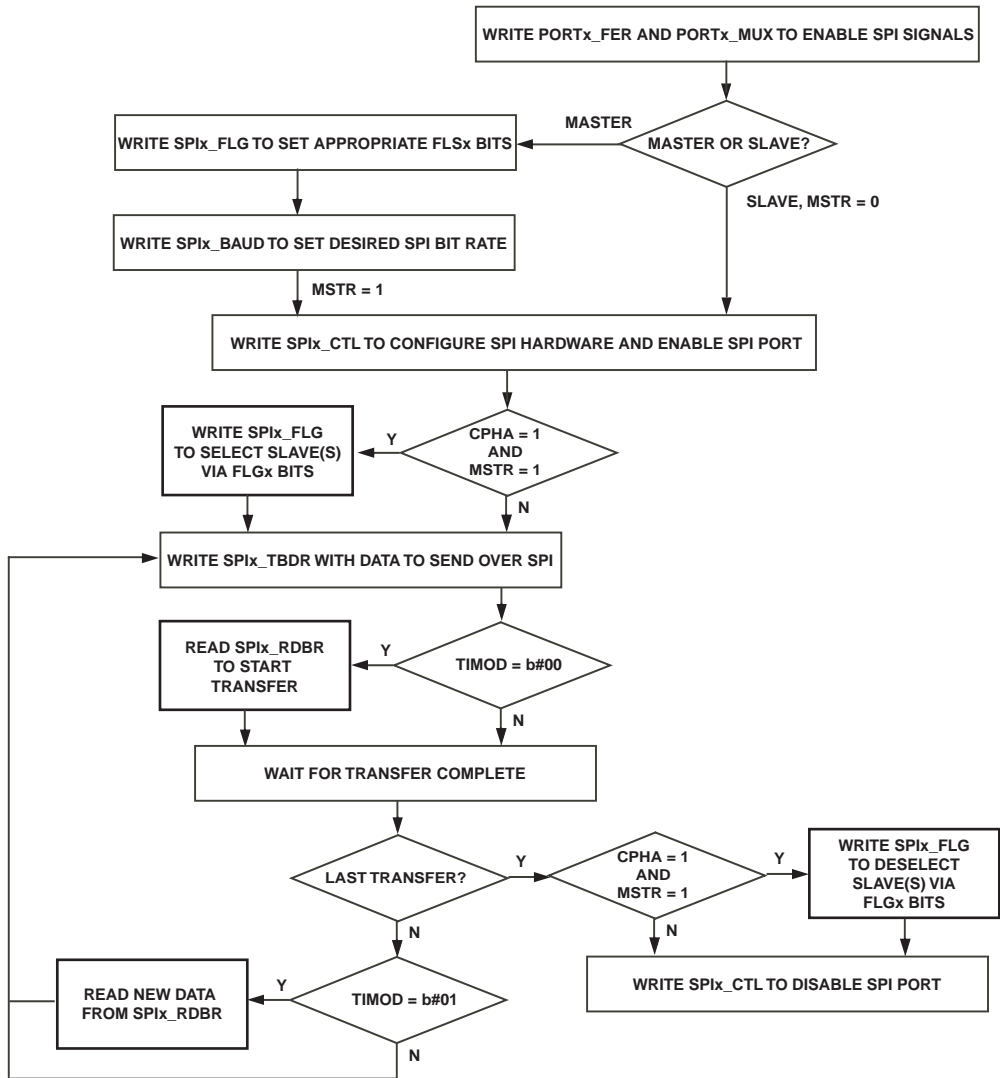 WRITE PORTx_FER AND PORTx_MUX TO ENABLE SPI SIGNALS
MASTER
WRITE SPIx_FLG TO SET APPROPRIATE FLSx BITS
MASTER OR SLAVE?
SLAVE, MSTR = 0
WRITE SPIx_BAUD TO SET DESIRED SPI BIT RATE
MSTR = 1
WRITE SPIx_CTL TO CONFIGURE SPI HARDWARE AND ENABLE SPI PORT
WRITE SPIx_FLG
TO SELECT SLAVE(S)
VIA FLGx BITS
Y
CPHA = 1
AND
MSTR = 1
N
WRITE SPIx_TBDR WITH DATA TO SEND OVER SPI
READ SPIx_RDBR
TO START
TRANSFER
Y
TIMOD = b#00
N
WAIT FOR TRANSFER COMPLETE
LAST TRANSFER?
Y
CPHA = 1
AND
MSTR = 1
Y
WRITE SPIx_FLG
TO DESELECT
SLAVE(S) VIA
FLGx BITS
N
N
WRITE SPIx_CTL TO DISABLE SPI PORT
READ NEW DATA
FROM SPIx_RDBR
Y
TIMOD = b#01
N